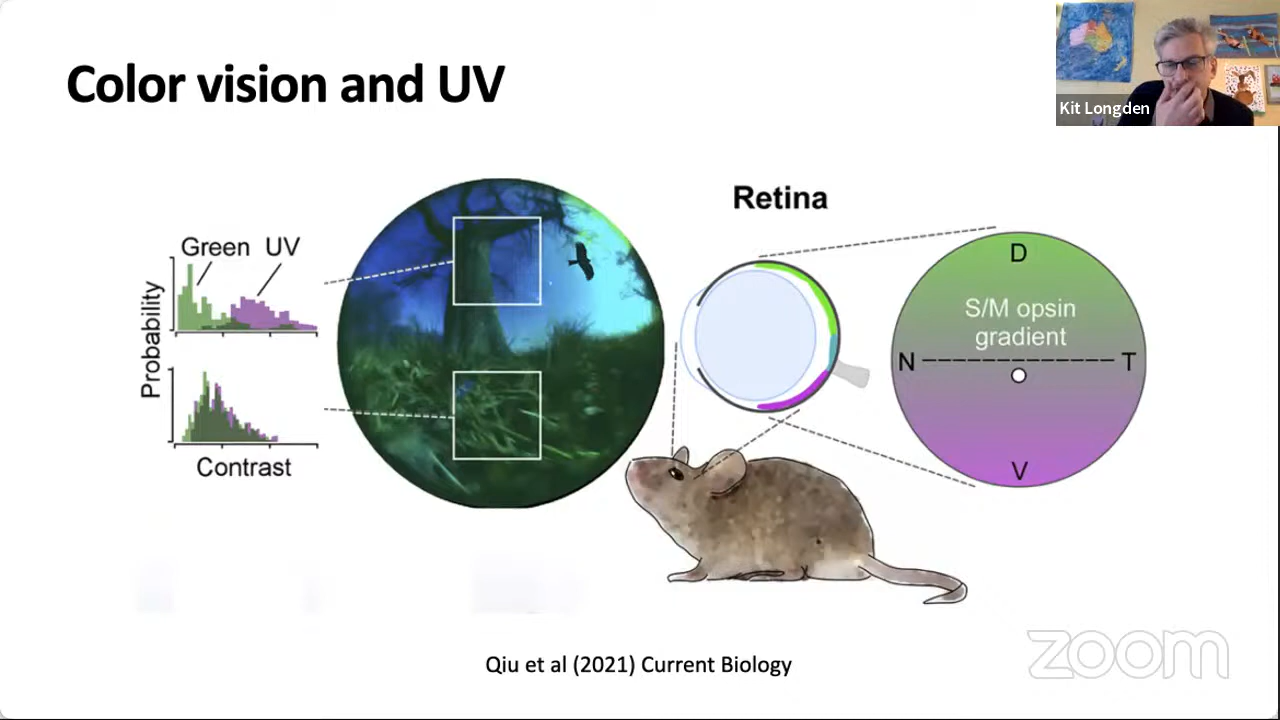 Color vision and UV
Kit Longden
Retina
Green UV
Probability
Contrast
D
S/M opsin
gradient
N
T
V
Qiu et al (2021) Current Biology
zoom